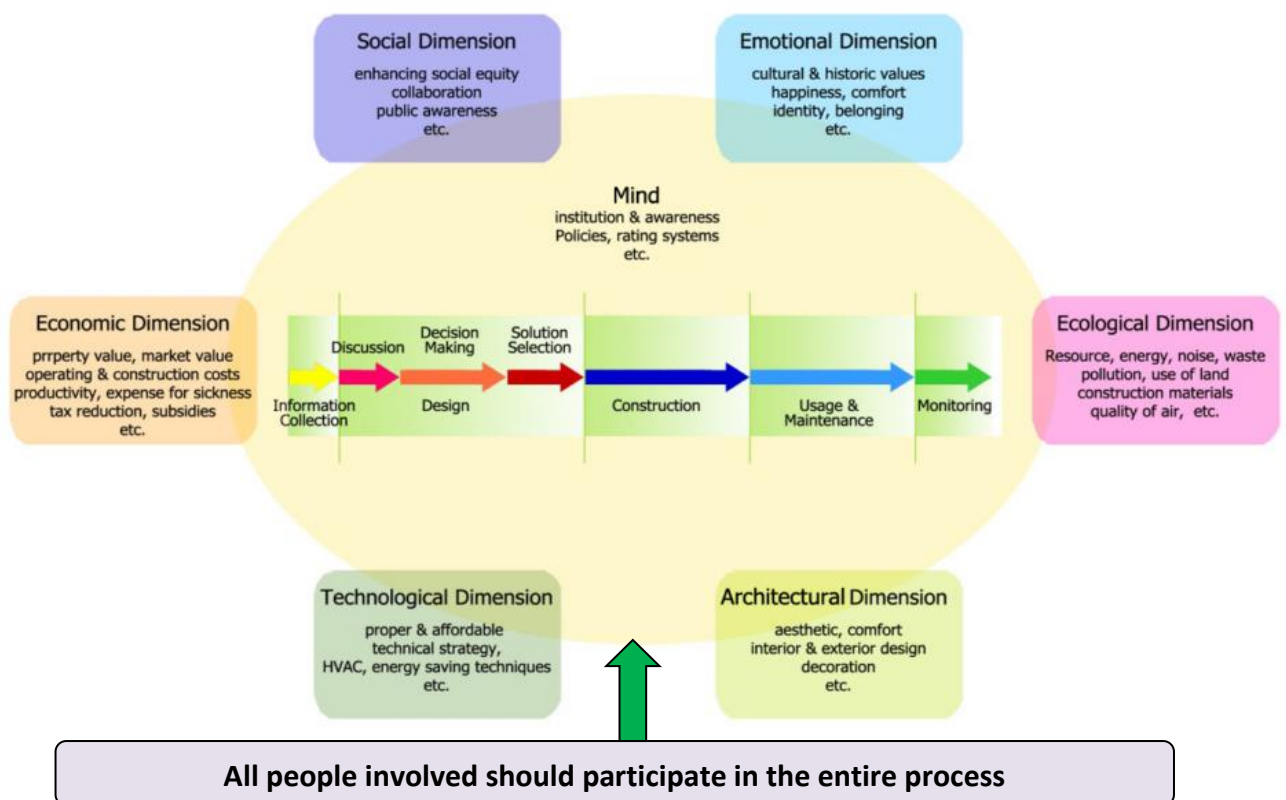 Social Dimension
enhancing social equity
collaboration
public awareness
etc.
Emotional Dimension
cultural & historic values
happiness, comfort
identity, belonging
etc.
Mind
institution & awareness
Policies, rating systems
etc.
Economic Dimension
prrperty value, market value
operating & construction costs
productivity, expense for sickness
tax reduction, subsidies
etc.
Discussion
Decision
Making
Solution
Selection
Information
Collection
Design
Construction
Usage &
Maintenance
Monitoring
Ecological Dimension
Resource, energy, noise, waste
pollution, use of land
construction materials
quality of air, etc.
Technological Dimension
proper & affordable
technical strategy,
HVAC, energy saving techniques
etc.
Architectural Dimension
aesthetic, comfort
interior & exterior design
decoration
etc.
All people involved should participate in the entire process